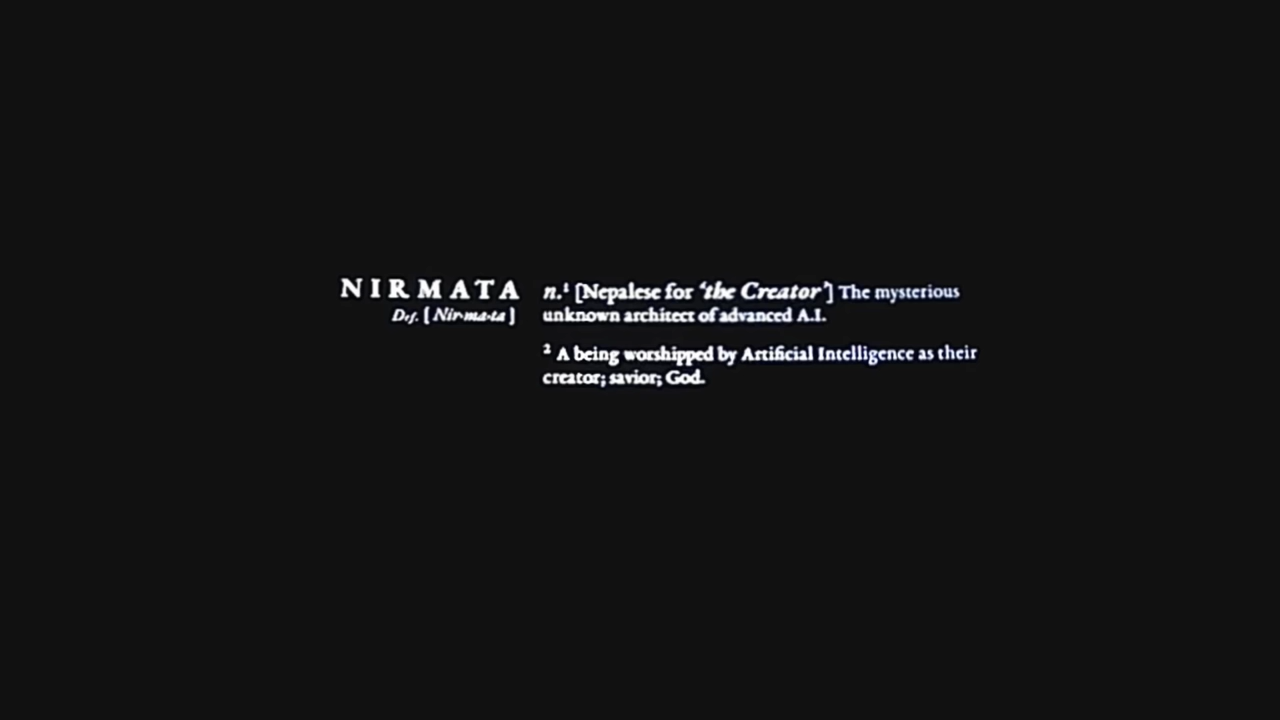 NIRMATA n.¹ [Nepalese for ‘the Creator’] The mysterious
Def. [ Nir-ma-ta ] unknown architect of advanced A.I.
² A being worshipped by Artificial Intelligence as their
creator; savior; God.